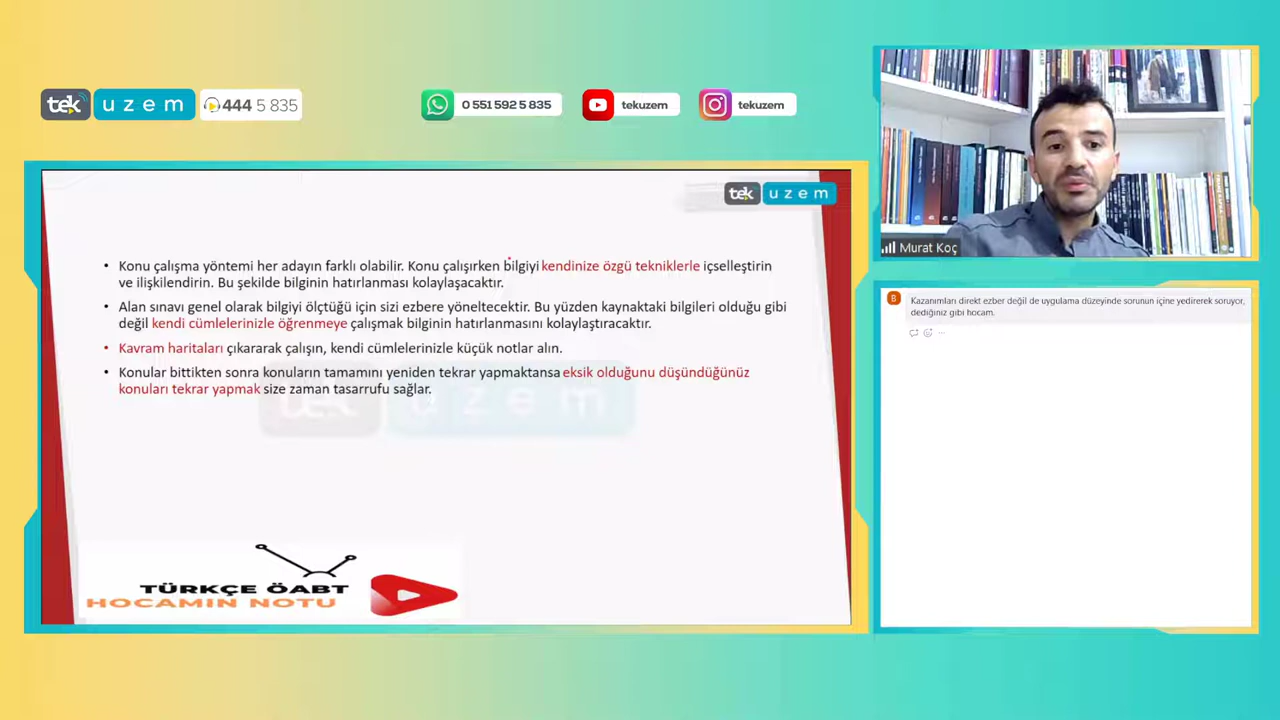 tek uzem 444 5 835
0 551 592 5 835
tekuzem
tekuzem
tek uzem
• Konu çalışma yöntemi her adayın farklı olabilir. Konu çalışırken bilgiyi kendinize özgü tekniklerle içselleştirin
ve ilişkilendirin. Bu şekilde bilginin hatırlanması kolaylaşacaktır.
• Alan sınavı genel olarak bilgiyi ölçtüğü için sizi ezbere yöneltecektir. Bu yüzden kaynaktaki bilgileri olduğu gibi
değil kendi cümlelerinizle öğrenmeye çalışmak bilginin hatırlanmasını kolaylaştıracaktır.
• Kavram haritaları çıkararak çalışın, kendi cümlelerinizle küçük notlar alın.
• Konular bittikten sonra konuların tamamını yeniden tekrar yapmaktansa eksik olduğunu düşündüğünüz
konuları tekrar yapmak size zaman tasarrufu sağlar.
tek uzem
TÜRKÇE ÖABT
HOCAMIN NOTU
Murat Koç
B
Kazanımları direkt ezber değil de uygulama düzeyinde sorunun içine yedirerek soruyor,
dediğiniz gibi hocam.